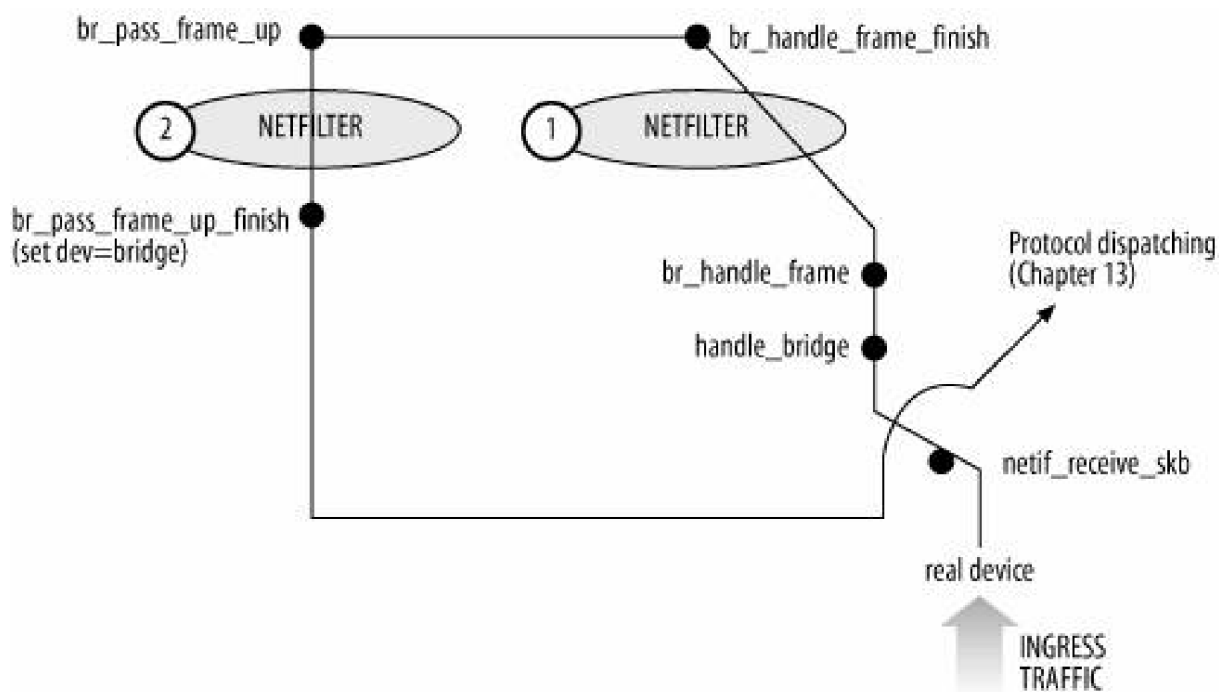 br_pass_frame_up
br_handle_frame_finish
2
NETFILTER
1
NETFILTER
br_pass_frame_up_finish
(set dev=bridge)
Protocol dispatching
(Chapter 13)
br_handle_frame
handle_bridge
netif_receive_skb
real device
INGRESS
TRAFFIC